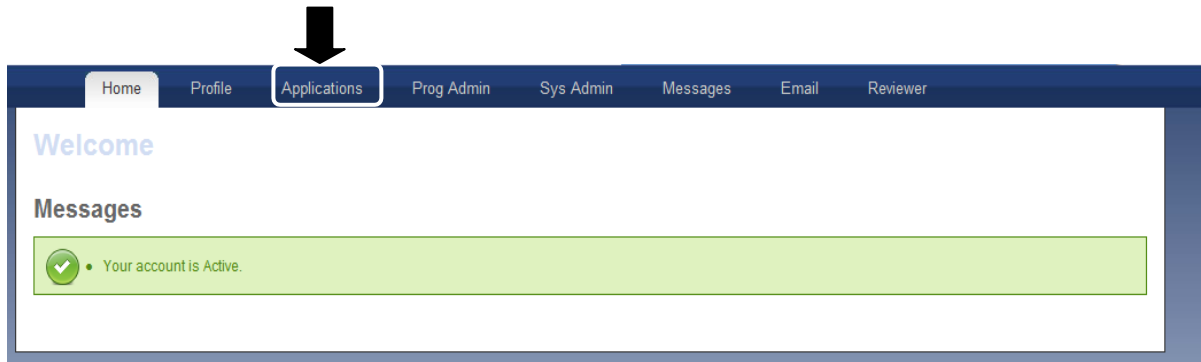 Home Profile Applications Prog Admin Sys Admin Messages Email Reviewer
Welcome
Messages
• Your account is Active.